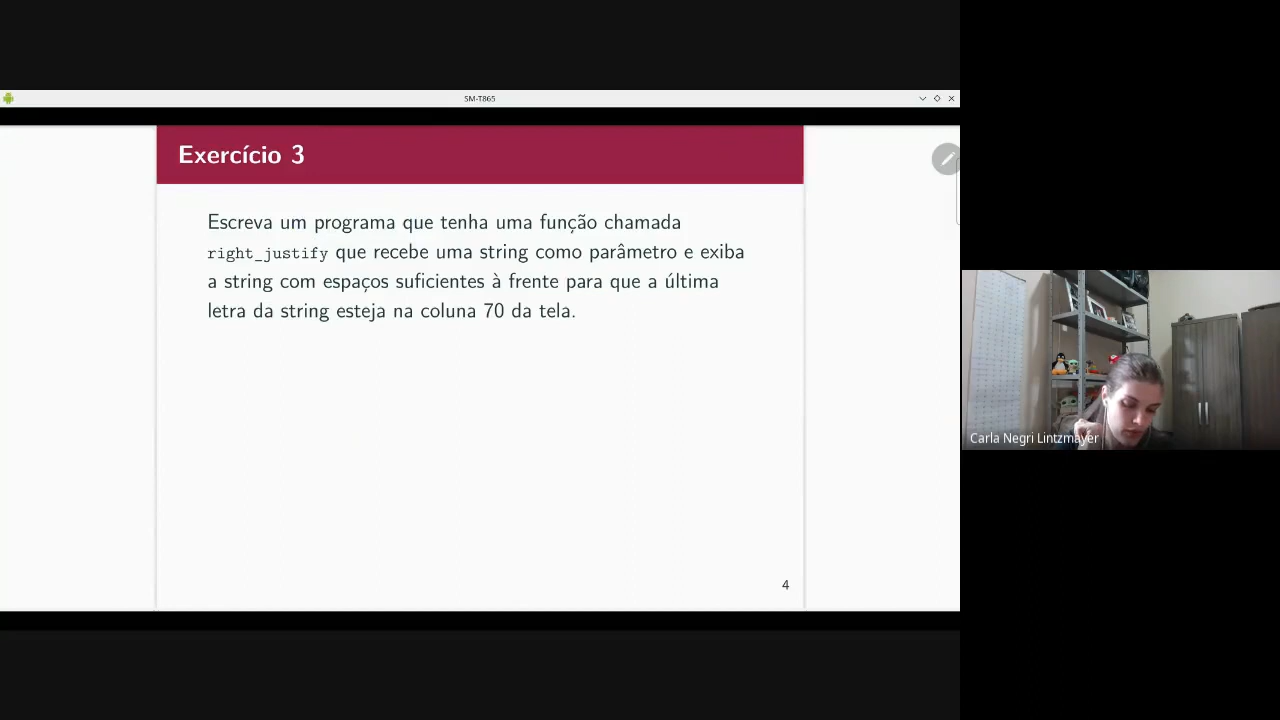 SM-T865
Exercício 3
Escreva um programa que tenha uma função chamada
right_justify que recebe uma string como parâmetro e exiba
a string com espaços suficientes à frente para que a última
letra da string esteja na coluna 70 da tela.
4
Carla Negri Lintzmayer